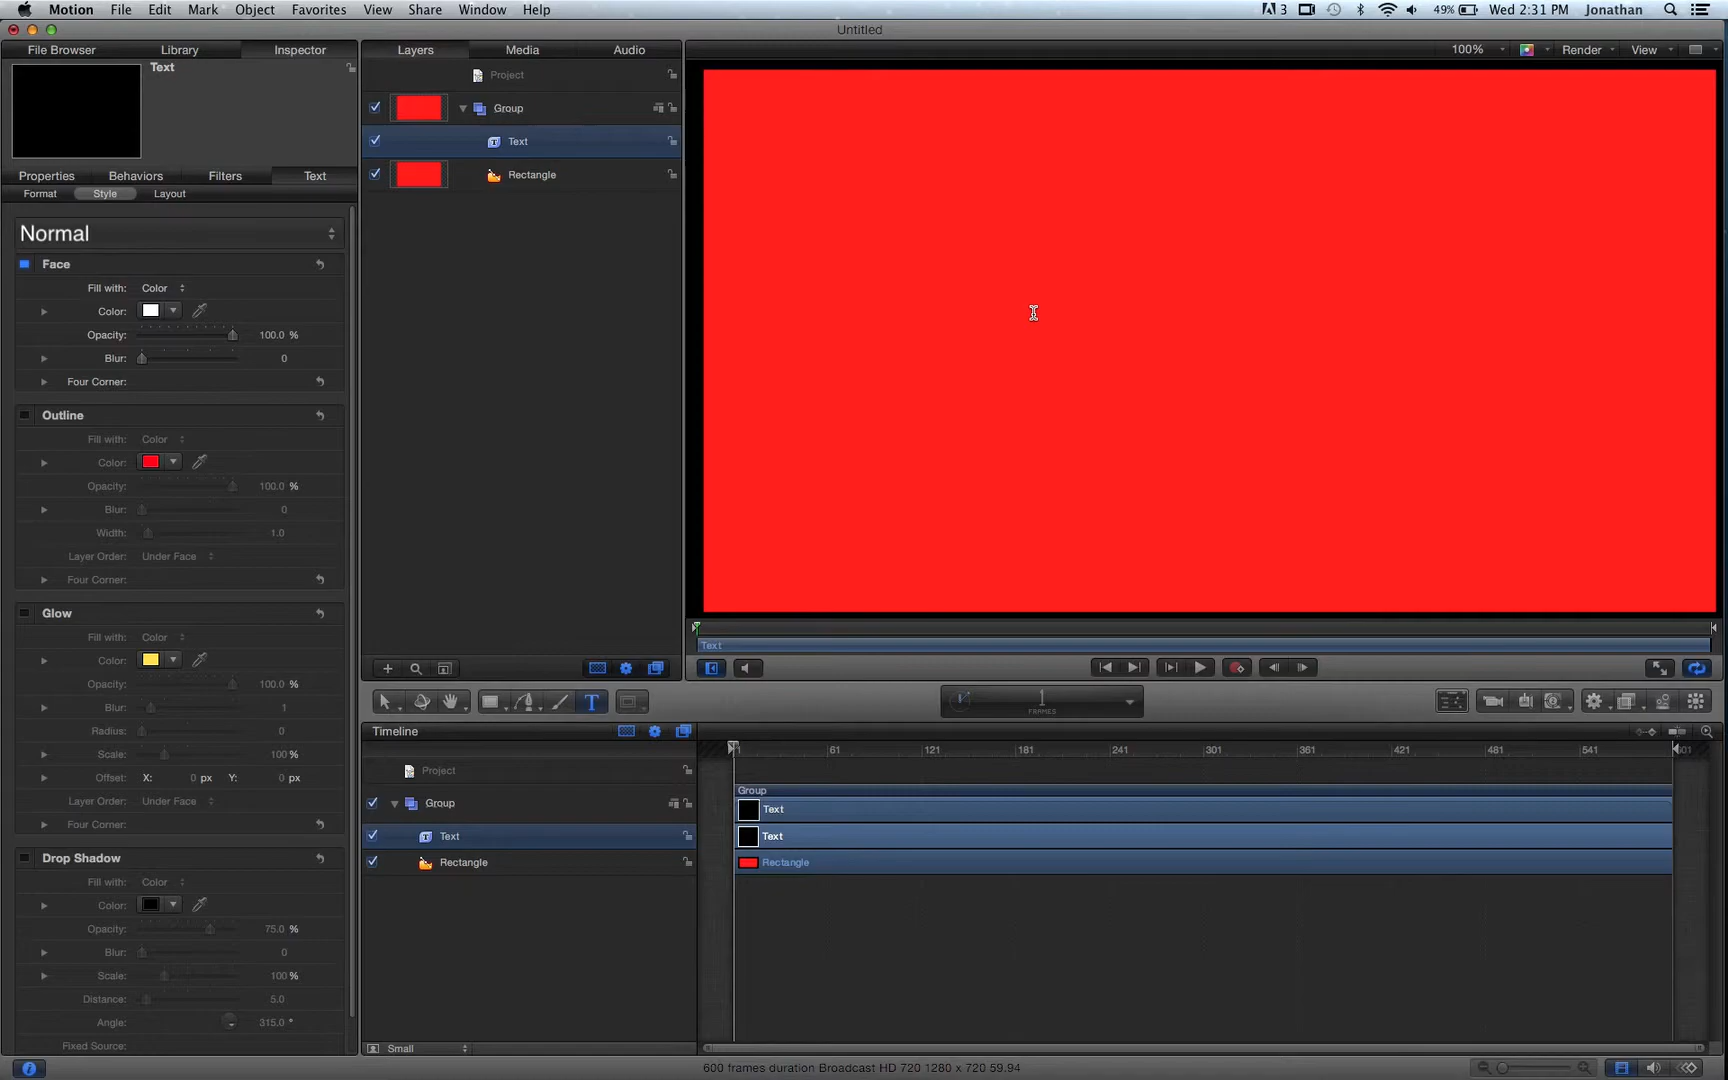 Motion File Edit Mark Object Favorites View Share Window Help 3 49% Wed 2:31 PM Jonathan
Untitled
File Browser Library Inspector Layers Media Audio 100% Render View
Text
Project
Group
Text
Rectangle
Properties Behaviors Filters Text
Format Style Layout
Normal
Face
Fill with: Color
Color:
Opacity: 100.0 %
Blur: 0
Four Corner:
Outline
Fill with: Color
Color:
Opacity: 100.0 %
Blur: 0
Width: 1.0
Layer Order: Under Face
Four Corner:
Glow
Fill with: Color
Color:
Opacity: 100.0 %
Blur: 1
Radius: 0
Scale: 100 %
Offset: X: 0 px Y: 0 px
Layer Order: Under Face
Four Corner:
Drop Shadow
Fill with: Color
Color:
Opacity: 75.0 %
Blur: 0
Scale: 100 %
Distance: 5.0
Angle: 315.0 °
Fixed Source:
Text
T 1
FRAMES
Timeline
61 121 181 241 301 361 421 481 541
Project
Group
Text
Rectangle
Group
Text
Text
Rectangle
Small
600 frames duration Broadcast HD 720 1280 x 720 59.94